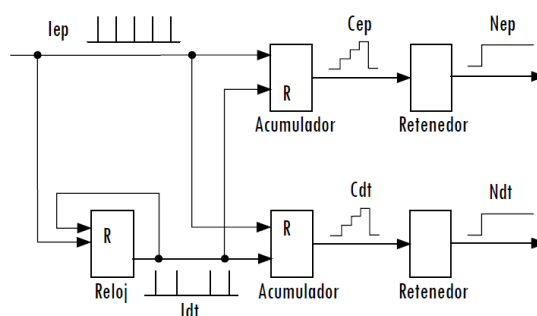 Iep
Cep
Nep
R
Acumulador
Retenedor
Cdt
Ndt
R
R
Reloj
Idt
Acumulador
Retenedor